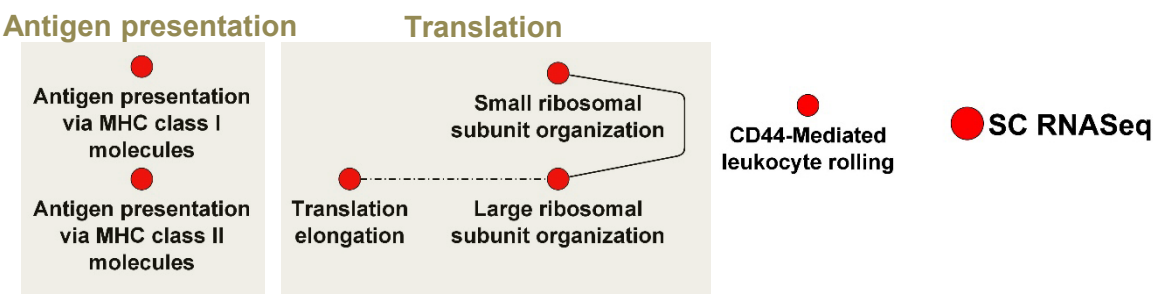 Antigen presentation
Translation
Antigen presentation
via MHC class I
molecules
Antigen presentation
via MHC class II
molecules
Small ribosomal
subunit organization
Translation
elongation
Large ribosomal
subunit organization
CD44-Mediated
leukocyte rolling
SC RNASeq